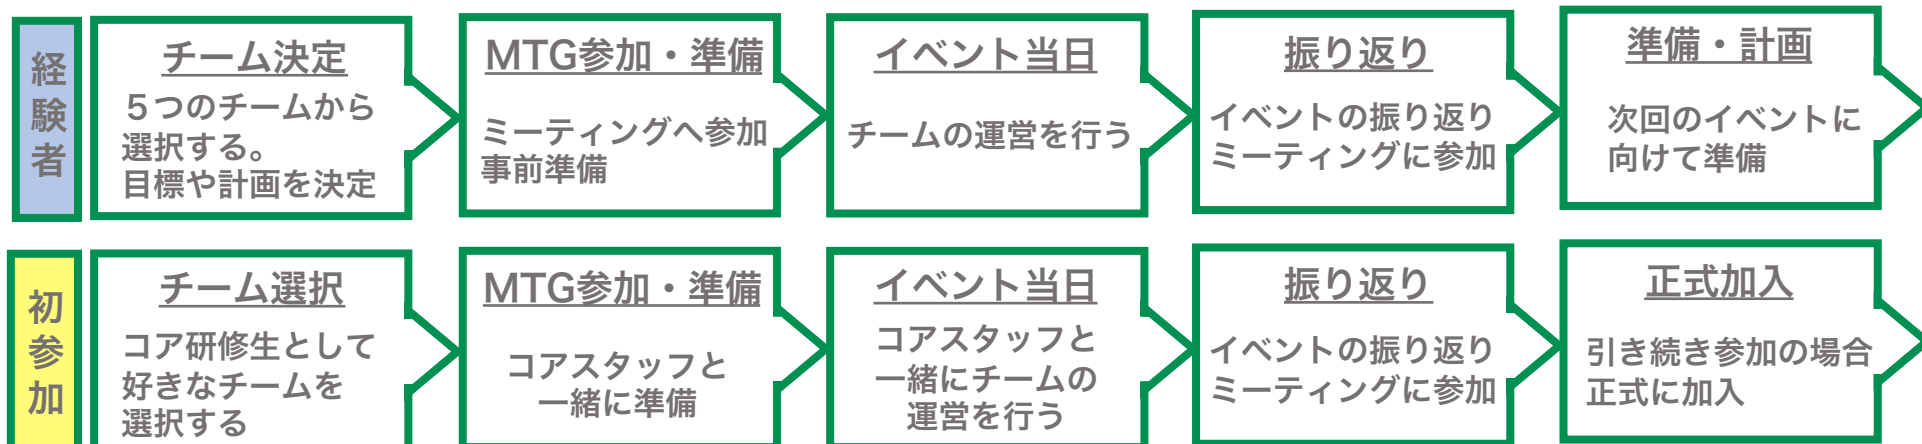 経験者
チーム決定
５つのチームから
選択する。
目標や計画を決定
MTG参加・準備
ミーティングへ参加
事前準備
イベント当日
チームの運営を行う
振り返り
イベントの振り返り
ミーティングに参加
準備・計画
次回のイベントに
向けて準備
初参加
チーム選択
コア研修生として
好きなチームを
選択する
MTG参加・準備
コアスタッフと
一緒に準備
イベント当日
コアスタッフと
一緒にチームの
運営を行う
振り返り
イベントの振り返り
ミーティングに参加
正式加入
引き続き参加の場合
正式に加入